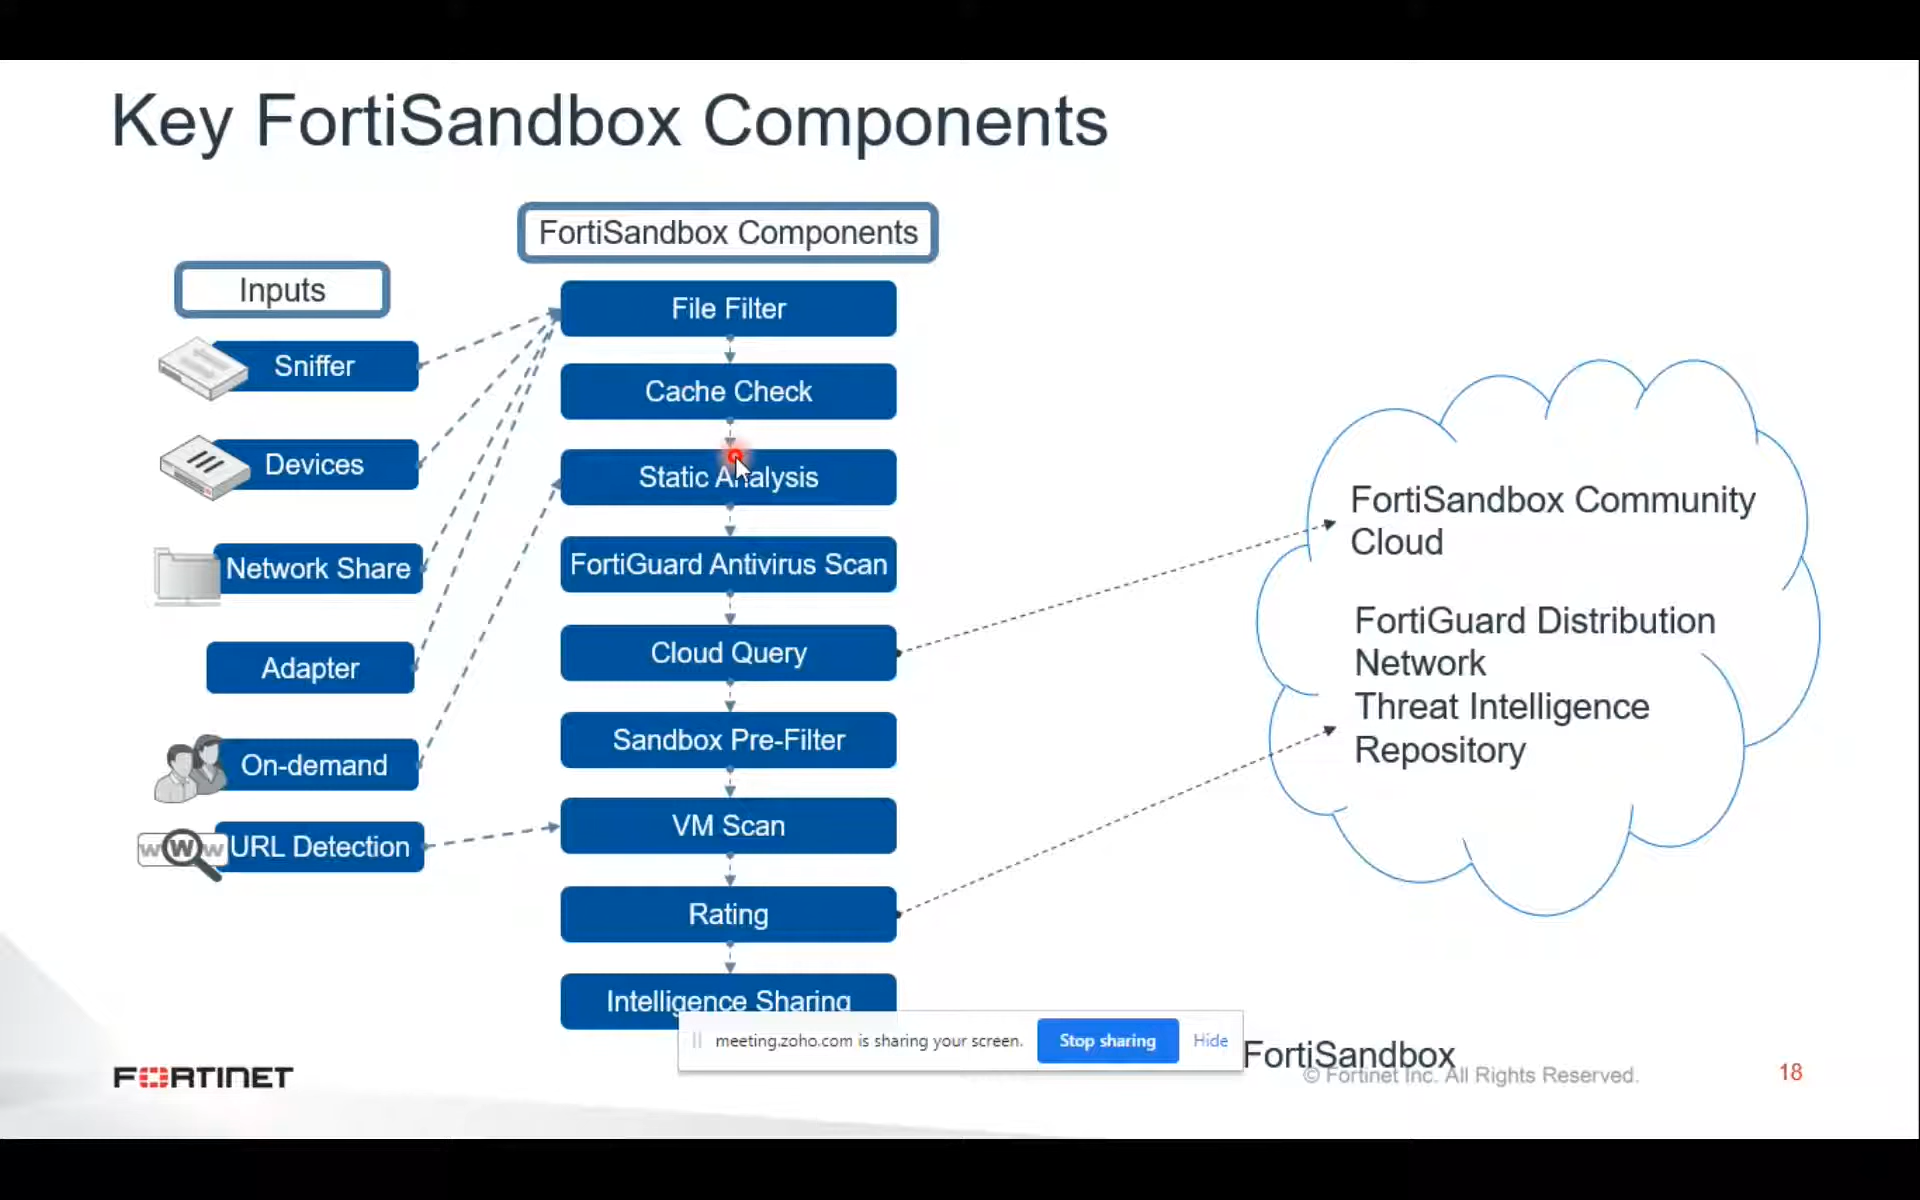 Key FortiSandbox Components
FortiSandbox Components
Inputs
Sniffer
Devices
Network Share
Adapter
On-demand
WWW
URL Detection
File Filter
Cache Check
Static Analysis
FortiGuard Antivirus Scan
Cloud Query
Sandbox Pre-Filter
VM Scan
Rating
Intelligence Sharing
FortiSandbox Community
Cloud
FortiGuard Distribution
Network
Threat Intelligence
Repository
meeting.zoho.com is sharing your screen.
Stop sharing
Hide
FortiSandbox
FORTINET
© Fortinet Inc. All Rights Reserved.
18